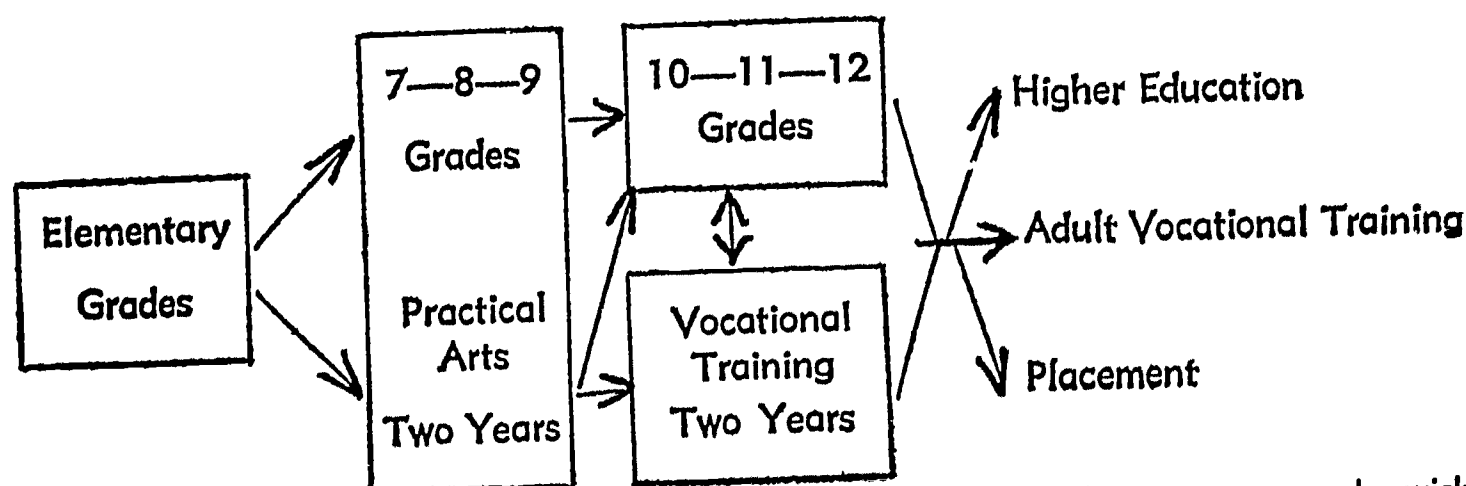 Elementary
Grades
7—8—9
Grades
Practical
Arts
Two Years
10—11—12
Grades
Vocational
Training
Two Years
Higher Education
Adult Vocational Training
Placement